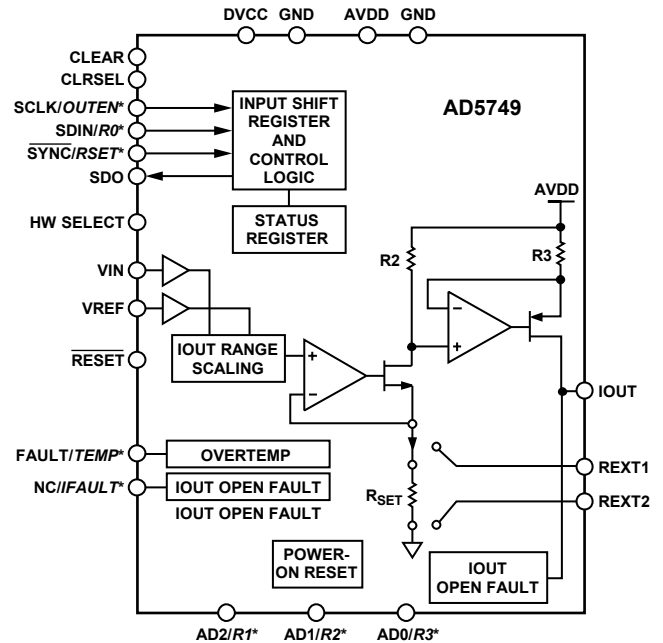 DVCC GND AVDD GND
CLEAR
CLRSEL
SCLK/OUTEN*
SDIN/R0*
SYNC/RSET*
SDO
HW SELECT
VIN
VREF
RESET
FAULT/TEMP*
NC/IFAULT*
INPUT SHIFT
REGISTER
AND
CONTROL
LOGIC
STATUS
REGISTER
AD5749
AVDD
R2
R3
IOUT RANGE
SCALING
+
−
−
+
OVERTEMP
IOUT OPEN FAULT
IOUT OPEN FAULT
RSET
IOUT
REXT1
REXT2
POWER-
ON RESET
IOUT
OPEN FAULT
AD2/R1* AD1/R2* AD0/R3*